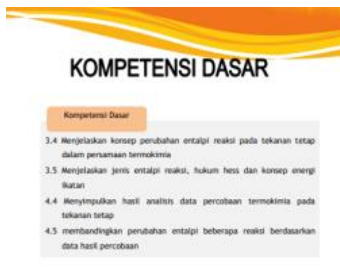 KOMPETENSI DASAR
Kompetensi Dasar
3.4 Menjelaskan konsep perubahan entalpi reaksi pada tekanan tetap
dalam persamaan termokimia
3.5 Menjelaskan jenis entalpi reaksi, hukum hess dan konsep energi
ikatan
4.4 Menyimpulkan hasil analisis data percobaan termokimia pada
tekanan tetap
4.5 membandingkan perubahan entalpi beberapa reaksi berdasarkan
data hasil percobaan